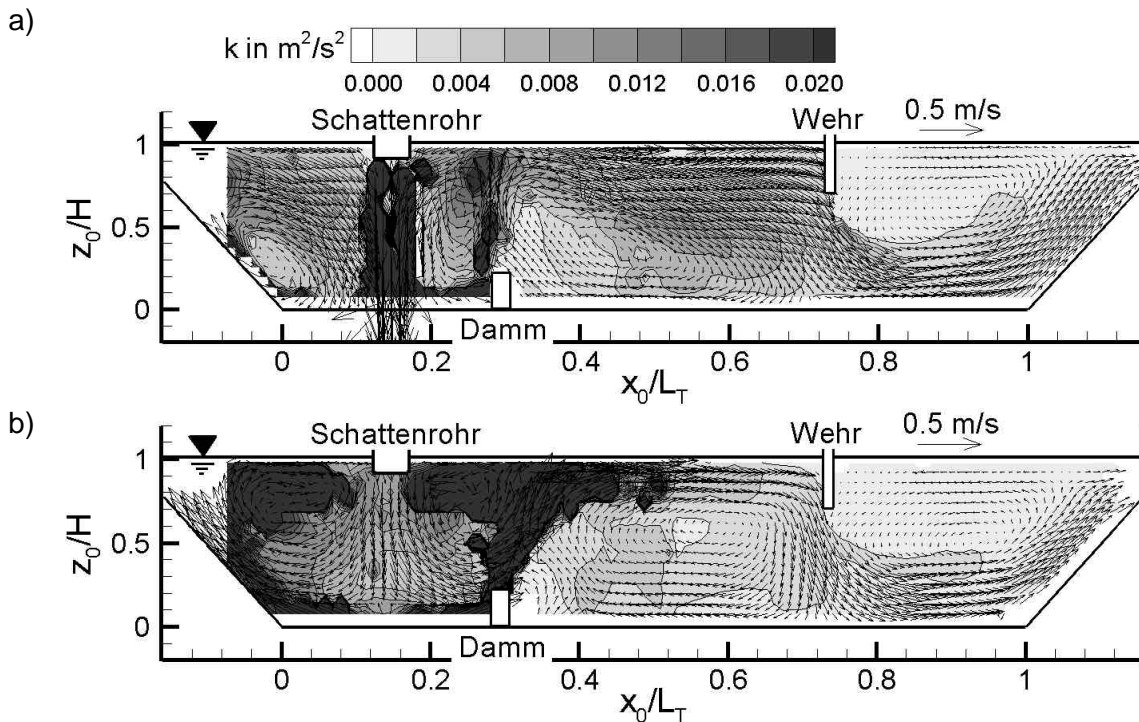 a)
k in m²/s²
0.000 0.004 0.008 0.012 0.016 0.020
Schattenrohr
Wehr
0.5 m/s
1
0.5
0
z₀/H
Damm
0 0.2 0.4 0.6 0.8 1
x₀/L_T
b)
Schattenrohr
Wehr
0.5 m/s
1
0.5
0
z₀/H
Damm
0 0.2 0.4 0.6 0.8 1
x₀/L_T